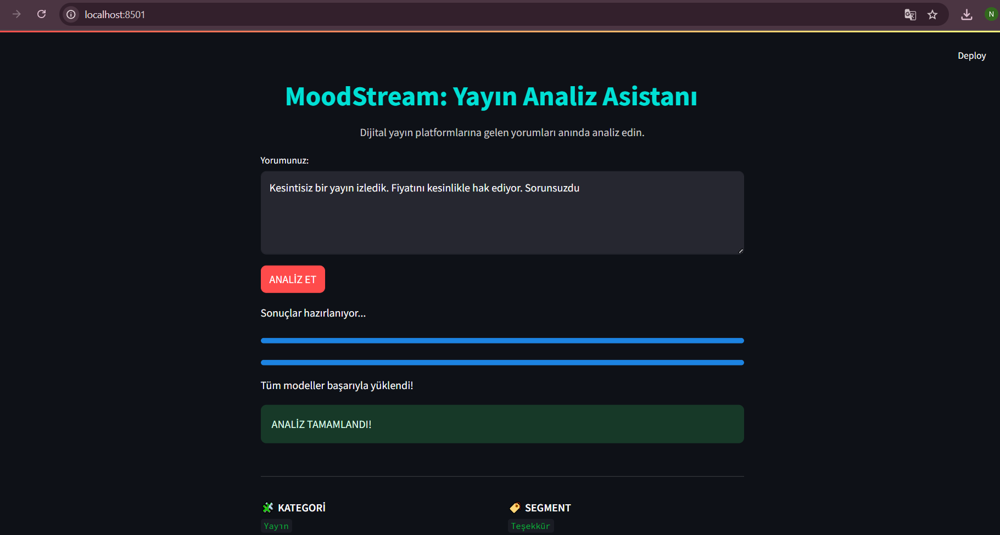 localhost:8501
N
Deploy
MoodStream: Yayın Analiz Asistanı
Dijital yayın platformlarına gelen yorumları anında analiz edin.
Yorumunuz:
Kesintisiz bir yayın izledik. Fiyatını kesinlikle hak ediyor. Sorunsuzdu
ANALİZ ET
Sonuçlar hazırlanıyor...
Tüm modeller başarıyla yüklendi!
ANALİZ TAMAMLANDI!
KATEGORİ
Yayın
SEGMENT
Teşekkür